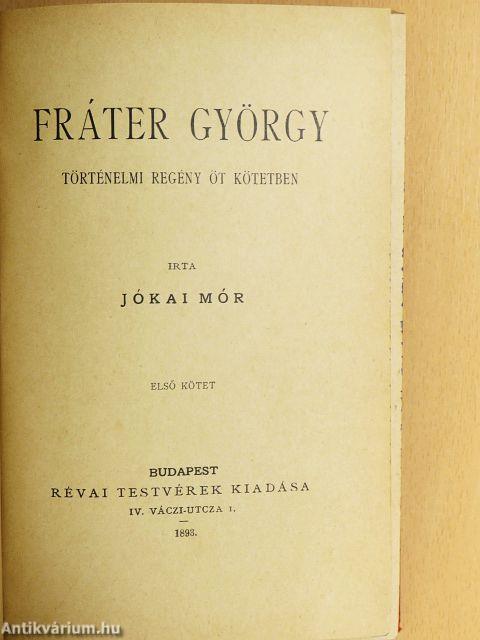 FRÁTER GYÖRGY
TÖRTÉNELMI REGÉNY ÖT KÖTETBEN
IRTA
JÓKAI MÓR
ELSŐ KÖTET
BUDAPEST
RÉVAI TESTVÉREK KIADÁSA
IV. VÁCZI-UTCZA 1.
1893.
Antikvárium.hu